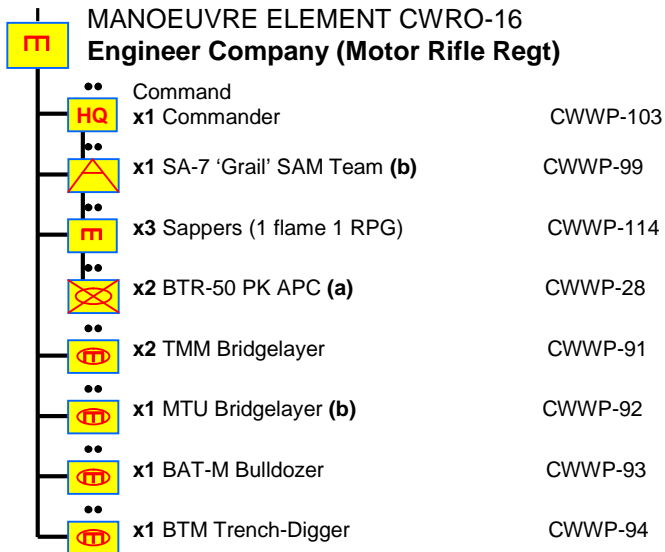 MANOEUVRE ELEMENT CWRO-16
Engineer Company (Motor Rifle Regt)
Command
HQ x1 Commander CWWP-103
x1 SA-7 ‘Grail’ SAM Team (b) CWWP-99
x3 Sappers (1 flame 1 RPG) CWWP-114
x2 BTR-50 PK APC (a) CWWP-28
x2 TMM Bridgelayer CWWP-91
x1 MTU Bridgelayer (b) CWWP-92
x1 BAT-M Bulldozer CWWP-93
x1 BTM Trench-Digger CWWP-94